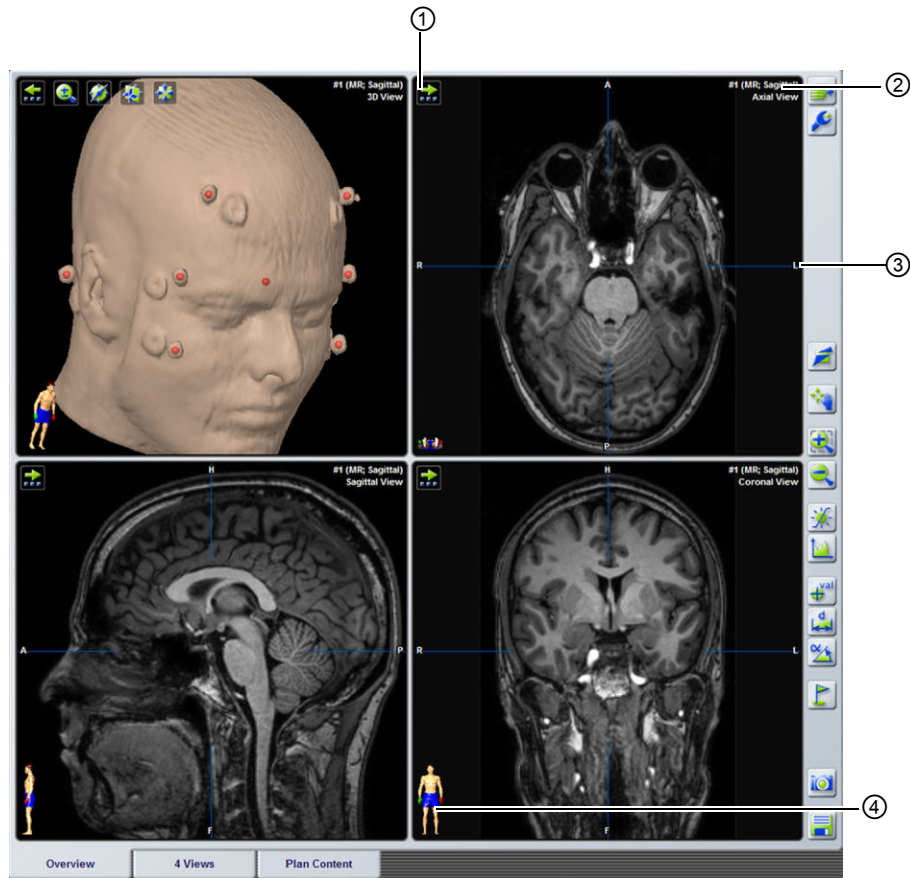 ①
#1 (MR; Sagittal)
3D View
#1 (MR; Sagittal)
Axial View
②
A
R
L
③
P
H
#1 (MR; Sagittal)
Sagittal View
A
P
F
H
#1 (MR; Sagittal)
Coronal View
R
L
F
val
d
α
④
Overview
4 Views
Plan Content